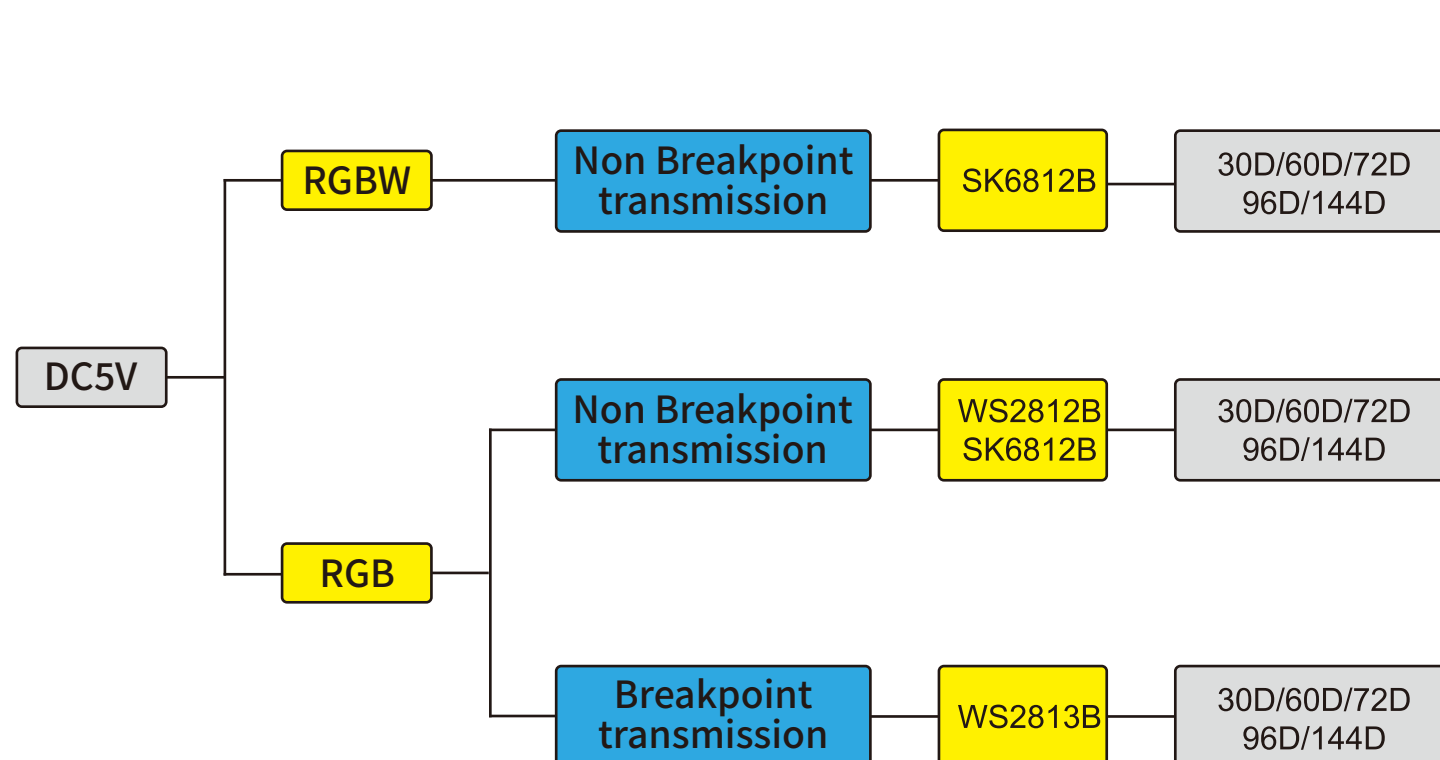 RGBW
Non Breakpoint
transmission
SK6812B
30D/60D/72D
96D/144D
DC5V
Non Breakpoint
transmission
WS2812B
SK6812B
30D/60D/72D
96D/144D
RGB
Breakpoint
transmission
WS2813B
30D/60D/72D
96D/144D